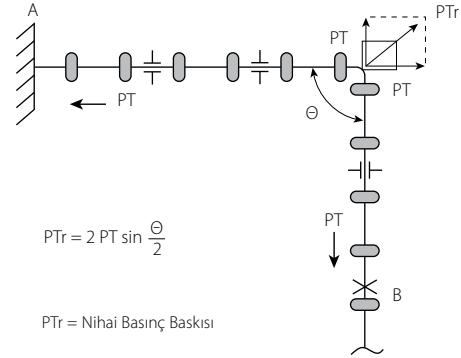 A
PTr
PT
PT
PT
Θ
PT
PTr = 2 PT sin Θ/2
B
PTr = Nihai Basınç Baskısı